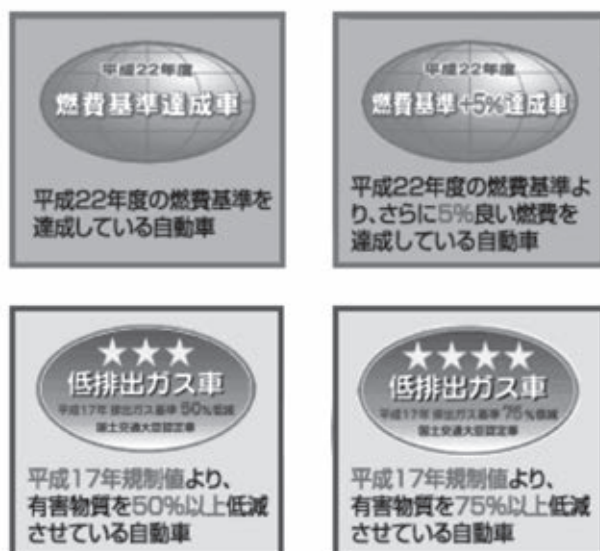 平成22年度
燃費基準達成車
平成22年度の燃費基準を
達成している自動車
平成22年度
燃費基準+5%達成車
平成22年度の燃費基準よ
り、さらに5%良い燃費を
達成している自動車
★★★
低排出ガス車
平成17年 排出ガス基準 50%低減
国土交通大臣認定車
平成17年規制値より、
有害物質を50%以上低減
させている自動車
★★★★
低排出ガス車
平成17年 排出ガス基準 75%低減
国土交通大臣認定車
平成17年規制値より、
有害物質を75%以上低減
させている自動車